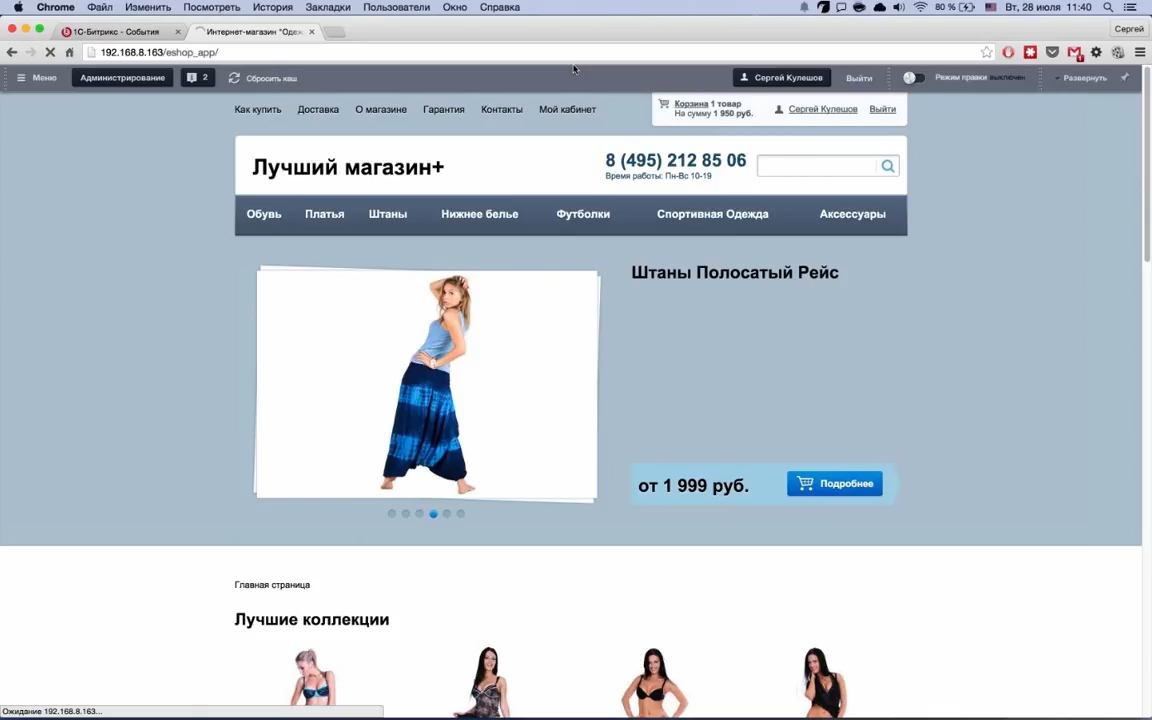 Chrome Файл Изменить Посмотреть История Закладки Пользователи Окно Справка 80 % Вт, 28 июля 11:40
1С-Битрикс - События Интернет-магазин "Одеж Сергей
192.168.8.163/eshop_app/
Меню Администрирование 2 Сбросить кеш Сергей Кулешов Выйти Режим правки выключен Развернуть
Как купить Доставка О магазине Гарантия Контакты Мой кабинет
Корзина 1 товар
На сумму 1 950 руб.
Сергей Кулешов Выйти
Лучший магазин+
8 (495) 212 85 06
Время работы: Пн-Вс 10-19
Обувь Платья Штаны Нижнее белье Футболки Спортивная Одежда Аксессуары
Штаны Полосатый Рейс
от 1 999 руб. Подробнее
Главная страница
Лучшие коллекции
Ожидание 192.168.8.163...